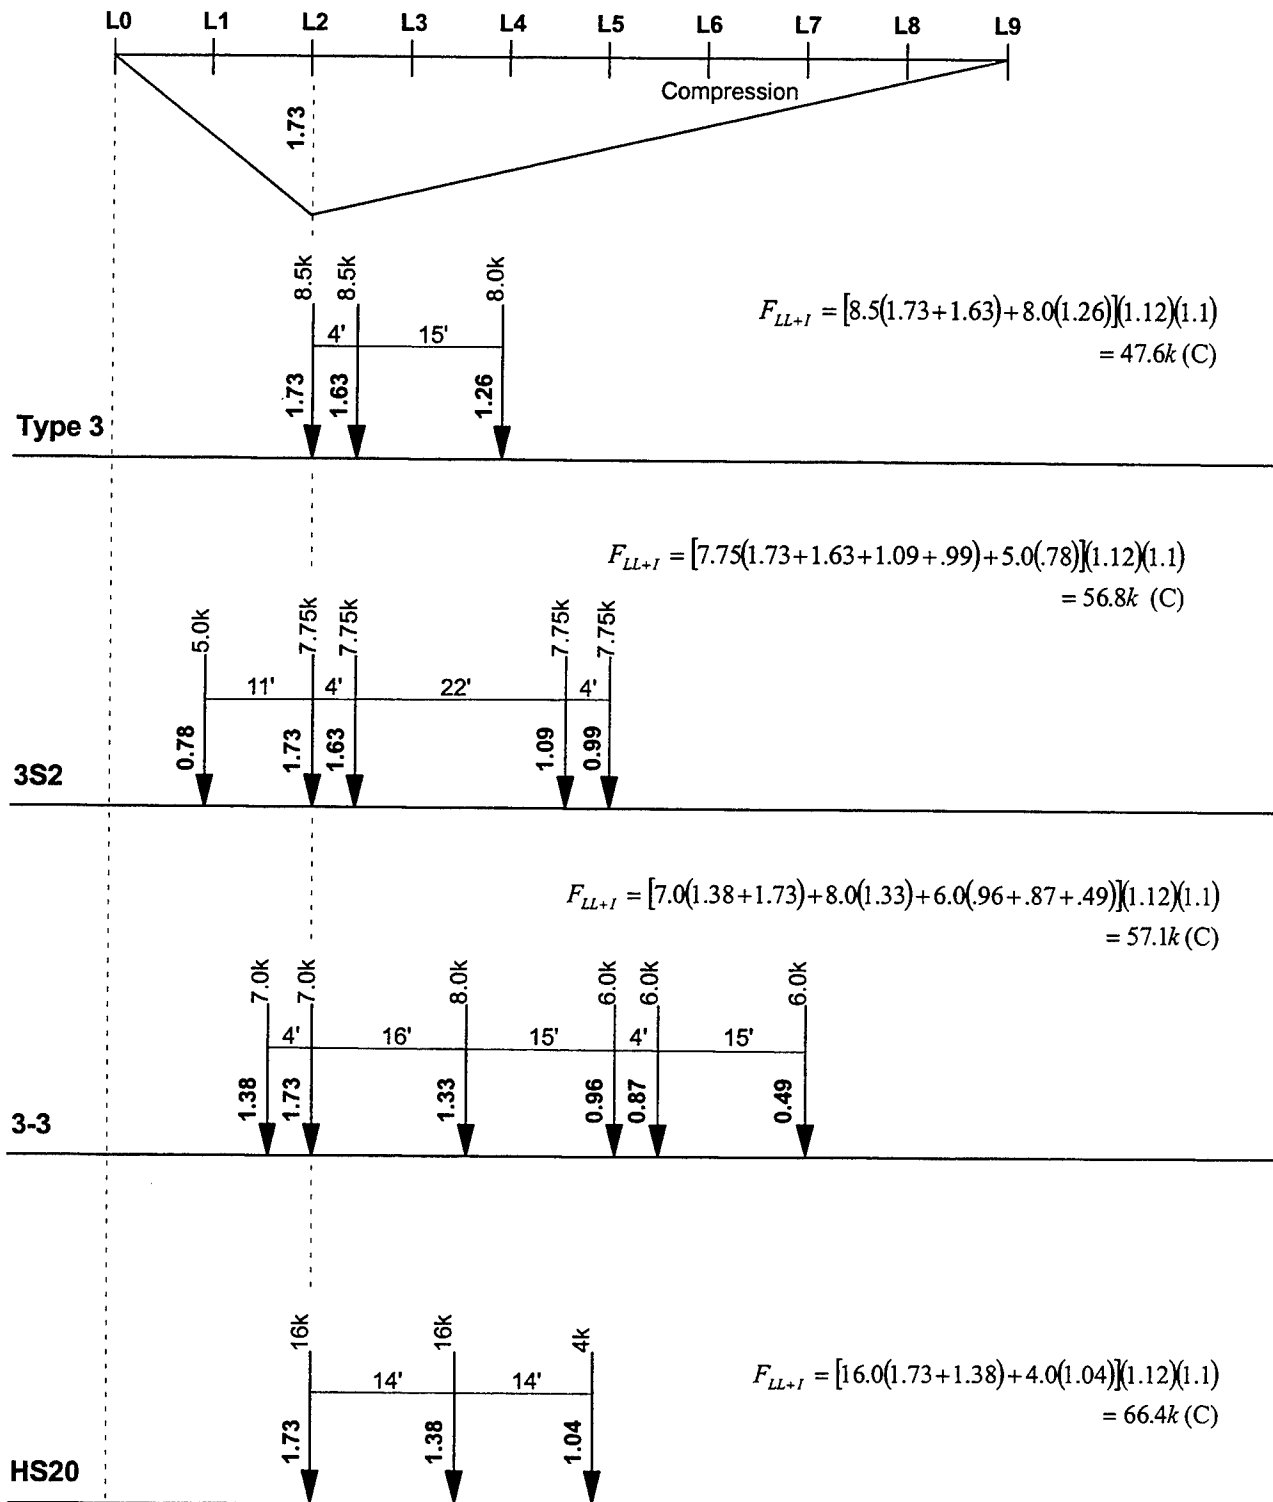 L0 L1 L2 L3 L4 L5 L6 L7 L8 L9
Compression
1.73
8.5k 8.5k 8.0k
F_{LL+I} = [8.5(1.73+1.63)+8.0(1.26)](1.12)(1.1)
= 47.6k (C)
4' 15'
1.73 1.63 1.26
Type 3
F_{LL+I} = [7.75(1.73+1.63+1.09+.99)+5.0(.78)](1.12)(1.1)
= 56.8k (C)
5.0k 7.75k 7.75k 7.75k 7.75k
11' 4' 22' 4'
0.78 1.73 1.63 1.09 0.99
3S2
F_{LL+I} = [7.0(1.38+1.73)+8.0(1.33)+6.0(.96+.87+.49)](1.12)(1.1)
= 57.1k (C)
7.0k 7.0k 8.0k 6.0k 6.0k 6.0k
4' 16' 15' 4' 15'
1.38 1.73 1.33 0.96 0.87 0.49
3-3
16k 16k 4k
F_{LL+I} = [16.0(1.73+1.38)+4.0(1.04)](1.12)(1.1)
= 66.4k (C)
14' 14'
1.73 1.38 1.04
HS20